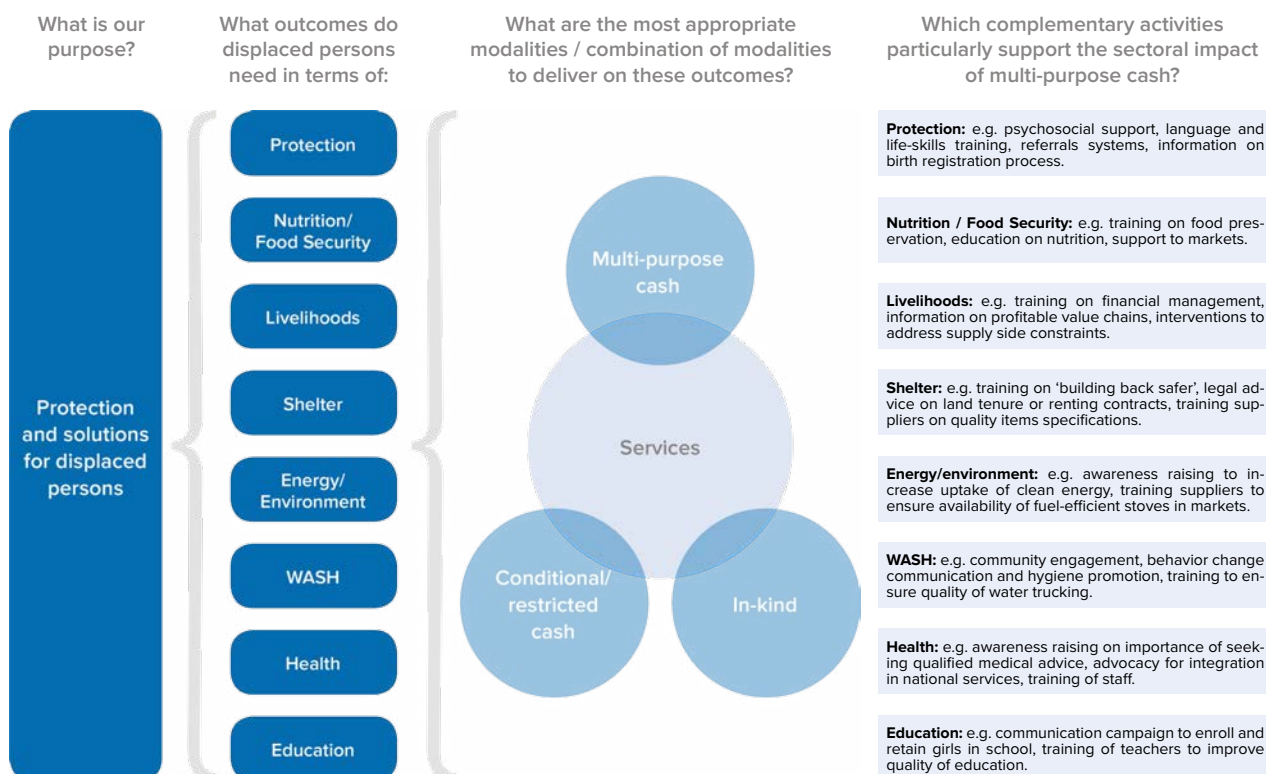 What is our
purpose?
What outcomes do
displaced persons
need in terms of:
What are the most appropriate
modalities / combination of modalities
to deliver on these outcomes?
Which complementary activities
particularly support the sectoral impact
of multi-purpose cash?
Protection
and solutions
for displaced
persons
Protection
Nutrition/
Food Security
Livelihoods
Shelter
Energy/
Environment
WASH
Health
Education
Multi-purpose
cash
Services
Conditional/
restricted
cash
In-kind
Protection: e.g. psychosocial support, language and
life-skills training, referrals systems, information on
birth registration process.
Nutrition / Food Security: e.g. training on food pres-
ervation, education on nutrition, support to markets.
Livelihoods: e.g. training on financial management,
information on profitable value chains, interventions to
address supply side constraints.
Shelter: e.g. training on ‘building back safer’, legal ad-
vice on land tenure or renting contracts, training sup-
pliers on quality items specifications.
Energy/environment: e.g. awareness raising to in-
crease uptake of clean energy, training suppliers to
ensure availability of fuel-efficient stoves in markets.
WASH: e.g. community engagement, behavior change
communication and hygiene promotion, training to en-
sure quality of water trucking.
Health: e.g. awareness raising on importance of seek-
ing qualified medical advice, advocacy for integration
in national services, training of staff.
Education: e.g. communication campaign to enroll and
retain girls in school, training of teachers to improve
quality of education.